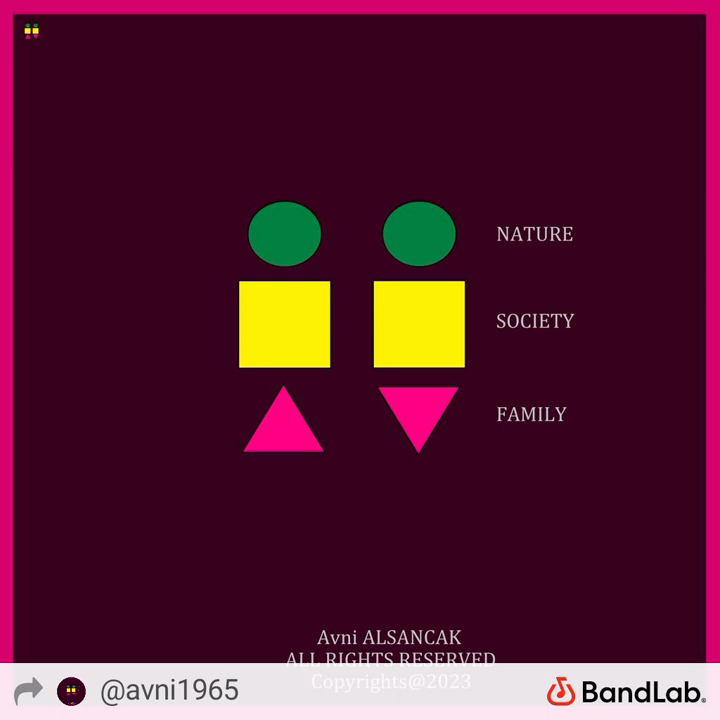 NATURE
SOCIETY
FAMILY
Avni ALSANCAK
ALL RIGHTS RESERVED
Copyrights@2023
@avni1965
BandLab®